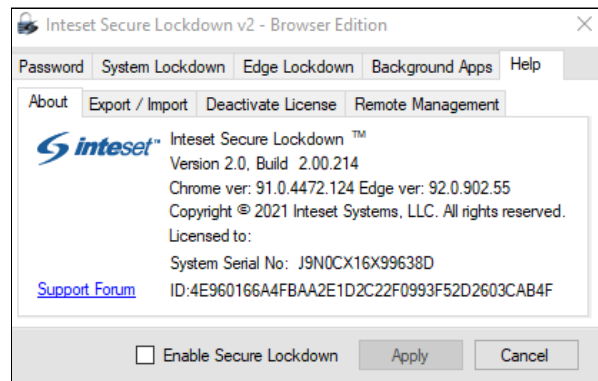 Inteset Secure Lockdown v2 - Browser Edition
Password System Lockdown Edge Lockdown Background Apps Help
About Export / Import Deactivate License Remote Management
inteset™ Inteset Secure Lockdown ™
Version 2.0, Build 2.00.214
Chrome ver: 91.0.4472.124 Edge ver: 92.0.902.55
Copyright © 2021 Inteset Systems, LLC. All rights reserved.
Licensed to:
System Serial No: J9N0CX16X99638D
Support Forum ID:4E960166A4FBAA2E1D2C22F0993F52D2603CAB4F
Enable Secure Lockdown Apply Cancel